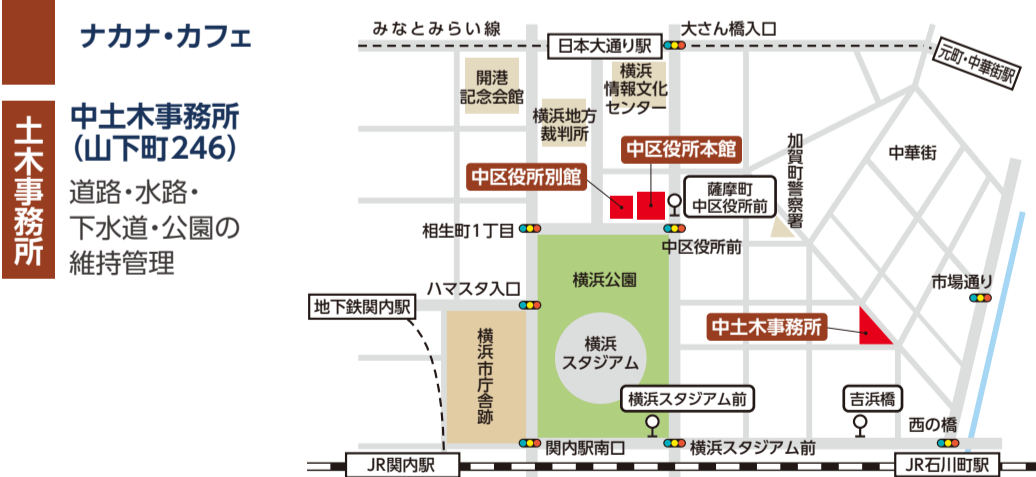 ナカナ・カフェ
土木事務所
中土木事務所
（山下町246）
道路・水路・
下水道・公園の
維持管理
みなとみらい線
日本大通り駅
大さん橋入口
元町・中華街駅
開港
記念会館
横浜
情報文化
センター
横浜地方
裁判所
中区役所本館
中区役所別館
薩摩町
中区役所前
加賀町警察署
中華街
相生町1丁目
中区役所前
横浜公園
市場通り
ハマスタ入口
地下鉄関内駅
中土木事務所
横浜市庁舎跡
横浜
スタジアム
横浜スタジアム前
吉浜橋
西の橋
関内駅南口
横浜スタジアム前
JR関内駅
JR石川町駅